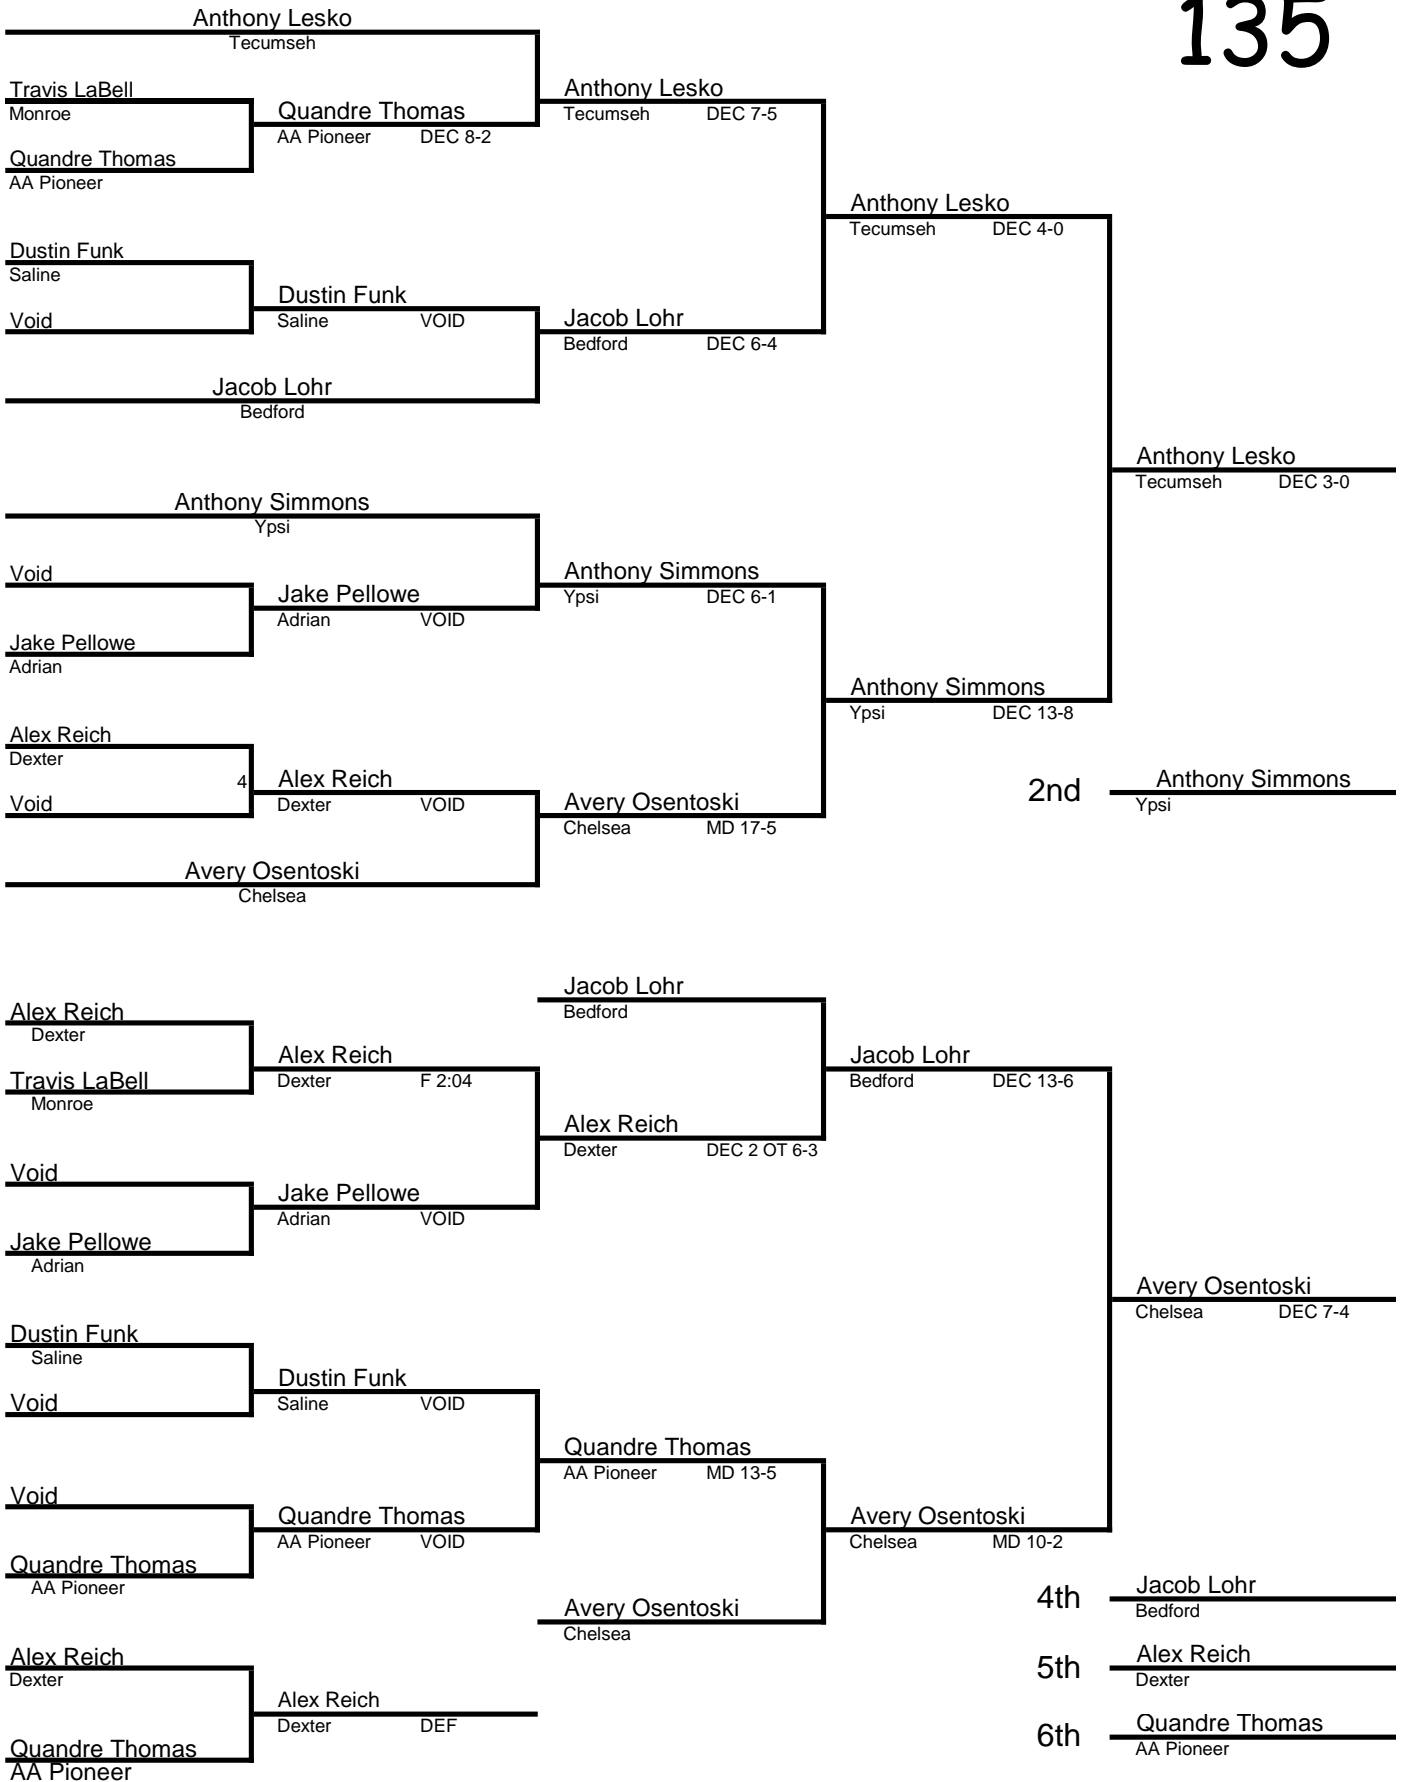 135
Anthony Lesko
Tecumseh
Travis LaBell
Monroe
Quandre Thomas
AA Pioneer DEC 8-2
Quandre Thomas
AA Pioneer
Anthony Lesko
Tecumseh DEC 7-5
Dustin Funk
Saline
Void
Dustin Funk
Saline VOID
Jacob Lohr
Bedford
Jacob Lohr
Bedford DEC 6-4
Anthony Lesko
Tecumseh DEC 4-0
Anthony Simmons
Ypsi
Void
Jake Pellowe
Adrian VOID
Jake Pellowe
Adrian
Anthony Simmons
Ypsi DEC 6-1
Alex Reich
Dexter
4
Void
Alex Reich
Dexter VOID
Avery Osentoski
Chelsea
Avery Osentoski
Chelsea MD 17-5
Anthony Simmons
Ypsi DEC 13-8
Anthony Lesko
Tecumseh DEC 3-0
2nd Anthony Simmons
Ypsi
Alex Reich
Dexter
Travis LaBell
Monroe
Alex Reich
Dexter F 2:04
Void
Jake Pellowe
Adrian
Jake Pellowe
Adrian VOID
Jacob Lohr
Bedford
Alex Reich
Dexter DEC 2 OT 6-3
Jacob Lohr
Bedford DEC 13-6
Dustin Funk
Saline
Void
Dustin Funk
Saline VOID
Void
Quandre Thomas
AA Pioneer
Quandre Thomas
AA Pioneer VOID
Quandre Thomas
AA Pioneer MD 13-5
Avery Osentoski
Chelsea
Avery Osentoski
Chelsea MD 10-2
Avery Osentoski
Chelsea DEC 7-4
Alex Reich
Dexter
Quandre Thomas
AA Pioneer
Alex Reich
Dexter DEF
4th Jacob Lohr
Bedford
5th Alex Reich
Dexter
6th Quandre Thomas
AA Pioneer